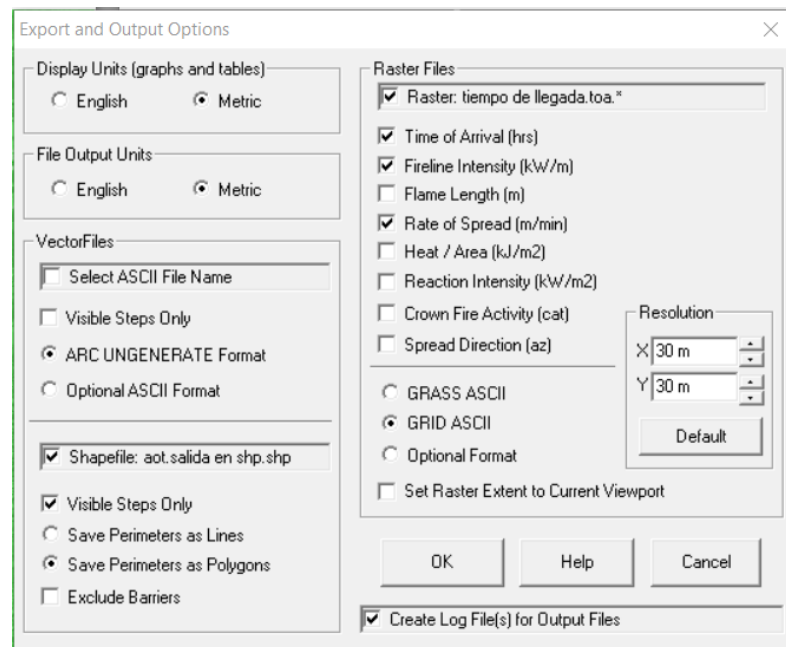 Export and Output Options
Display Units (graphs and tables)
English
Metric
File Output Units
English
Metric
VectorFiles
Select ASCII File Name
Visible Steps Only
ARC UNGENERATE Format
Optional ASCII Format
Shapefile: aot.salida en shp.shp
Visible Steps Only
Save Perimeters as Lines
Save Perimeters as Polygons
Exclude Barriers
Raster Files
Raster: tiempo de llegada.toa.*
Time of Arrival (hrs)
Fireline Intensity (kW/m)
Flame Length (m)
Rate of Spread (m/min)
Heat / Area (kJ/m2)
Reaction Intensity (kW/m2)
Crown Fire Activity (cat)
Spread Direction (az)
GRASS ASCII
GRID ASCII
Optional Format
Set Raster Extent to Current Viewport
Resolution
X 30 m
Y 30 m
Default
OK
Help
Cancel
Create Log File(s) for Output Files